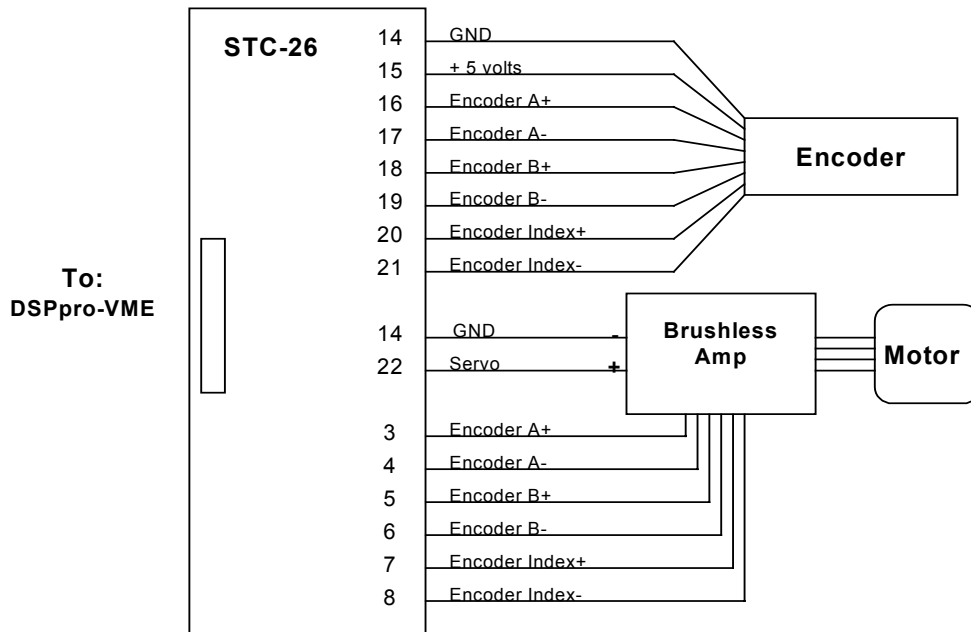 STC-26
14 GND
15 + 5 volts
16 Encoder A+
17 Encoder A-
18 Encoder B+
19 Encoder B-
20 Encoder Index+
21 Encoder Index-
Encoder
To:
DSPpro-VME
14 GND -
22 Servo +
Brushless
Amp
Motor
3 Encoder A+
4 Encoder A-
5 Encoder B+
6 Encoder B-
7 Encoder Index+
8 Encoder Index-